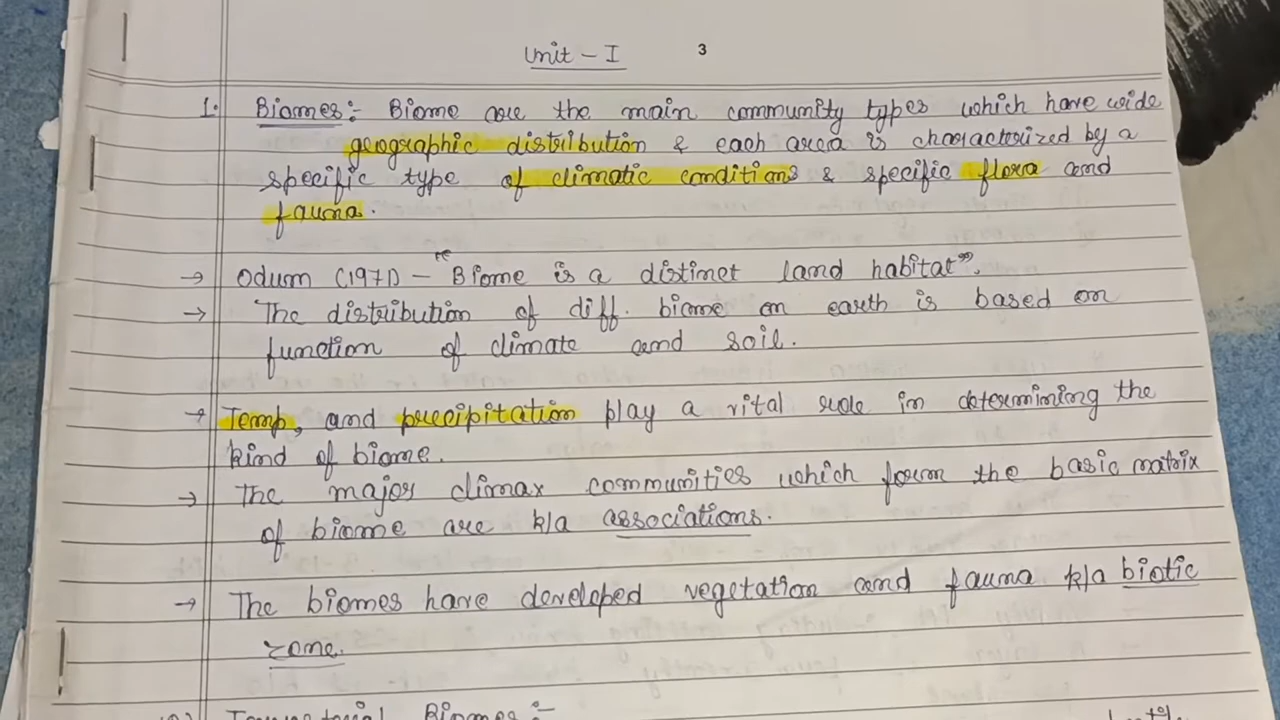 Unit - I
3
1. Biomes:- Biome are the main community types which have wide
geographic distribution & each area is characterized by a
specific type of climatic conditions & specific flora and
fauna.
→ Odum (1971) - "Biome is a distinct land habitat".
→ The distribution of diff. biome on earth is based on
function of climate and soil.
→ Temp, and precipitation play a vital role in determining the
kind of biome.
→ The major climax communities which form the basic matrix
of biome are k/a associations.
→ The biomes have developed vegetation and fauna k/a biotic
zone.
Biomes:-